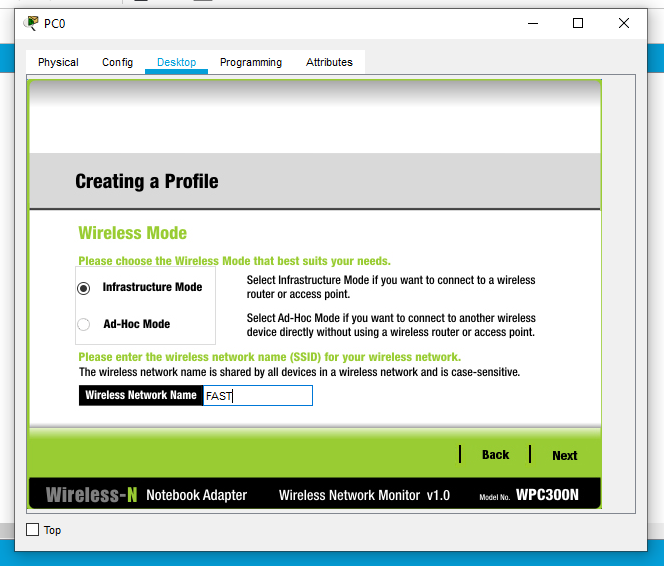 PC0
Physical Config Desktop Programming Attributes
Creating a Profile
Wireless Mode
Please choose the Wireless Mode that best suits your needs.
Infrastructure Mode
Select Infrastructure Mode if you want to connect to a wireless
router or access point.
Ad-Hoc Mode
Select Ad-Hoc Mode if you want to connect to another wireless
device directly without using a wireless router or access point.
Please enter the wireless network name (SSID) for your wireless network.
The wireless network name is shared by all devices in a wireless network and is case-sensitive.
Wireless Network Name FAST
Back Next
Wireless-N Notebook Adapter Wireless Network Monitor v1.0 Model No. WPC300N
Top